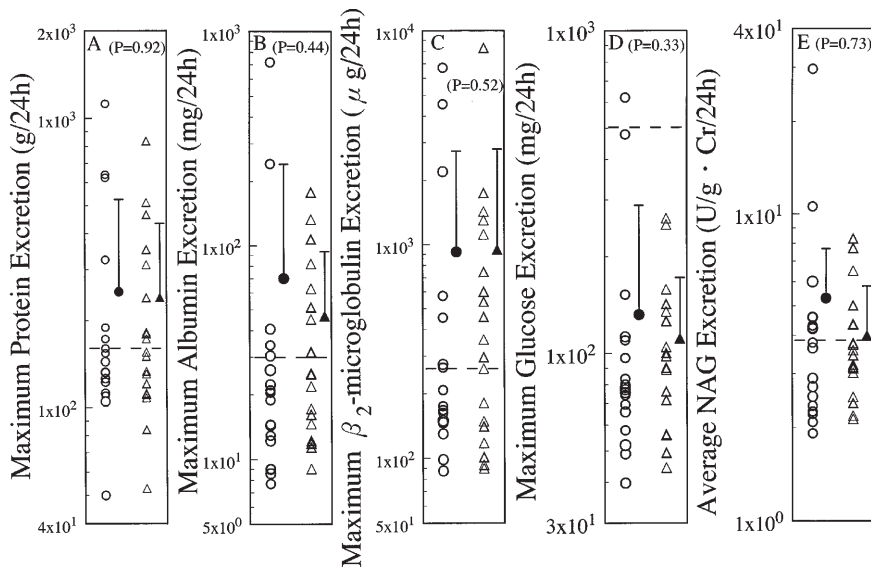 Maximum Protein Excretion (g/24h)
2x10³
1x10³
1x10²
4x10¹
A (P=0.92)
Maximum Albumin Excretion (mg/24h)
1x10³
1x10²
1x10¹
5x10⁰
B (P=0.44)
Maximum β₂-microglobulin Excretion (μ g/24h)
1x10⁴
1x10³
1x10²
5x10¹
C
(P=0.52)
Maximum Glucose Excretion (mg/24h)
1x10³
1x10²
3x10¹
D
(P=0.33)
Average NAG Excretion (U/g · Cr/24h)
4x10¹
1x10¹
1x10⁰
E (P=0.73)